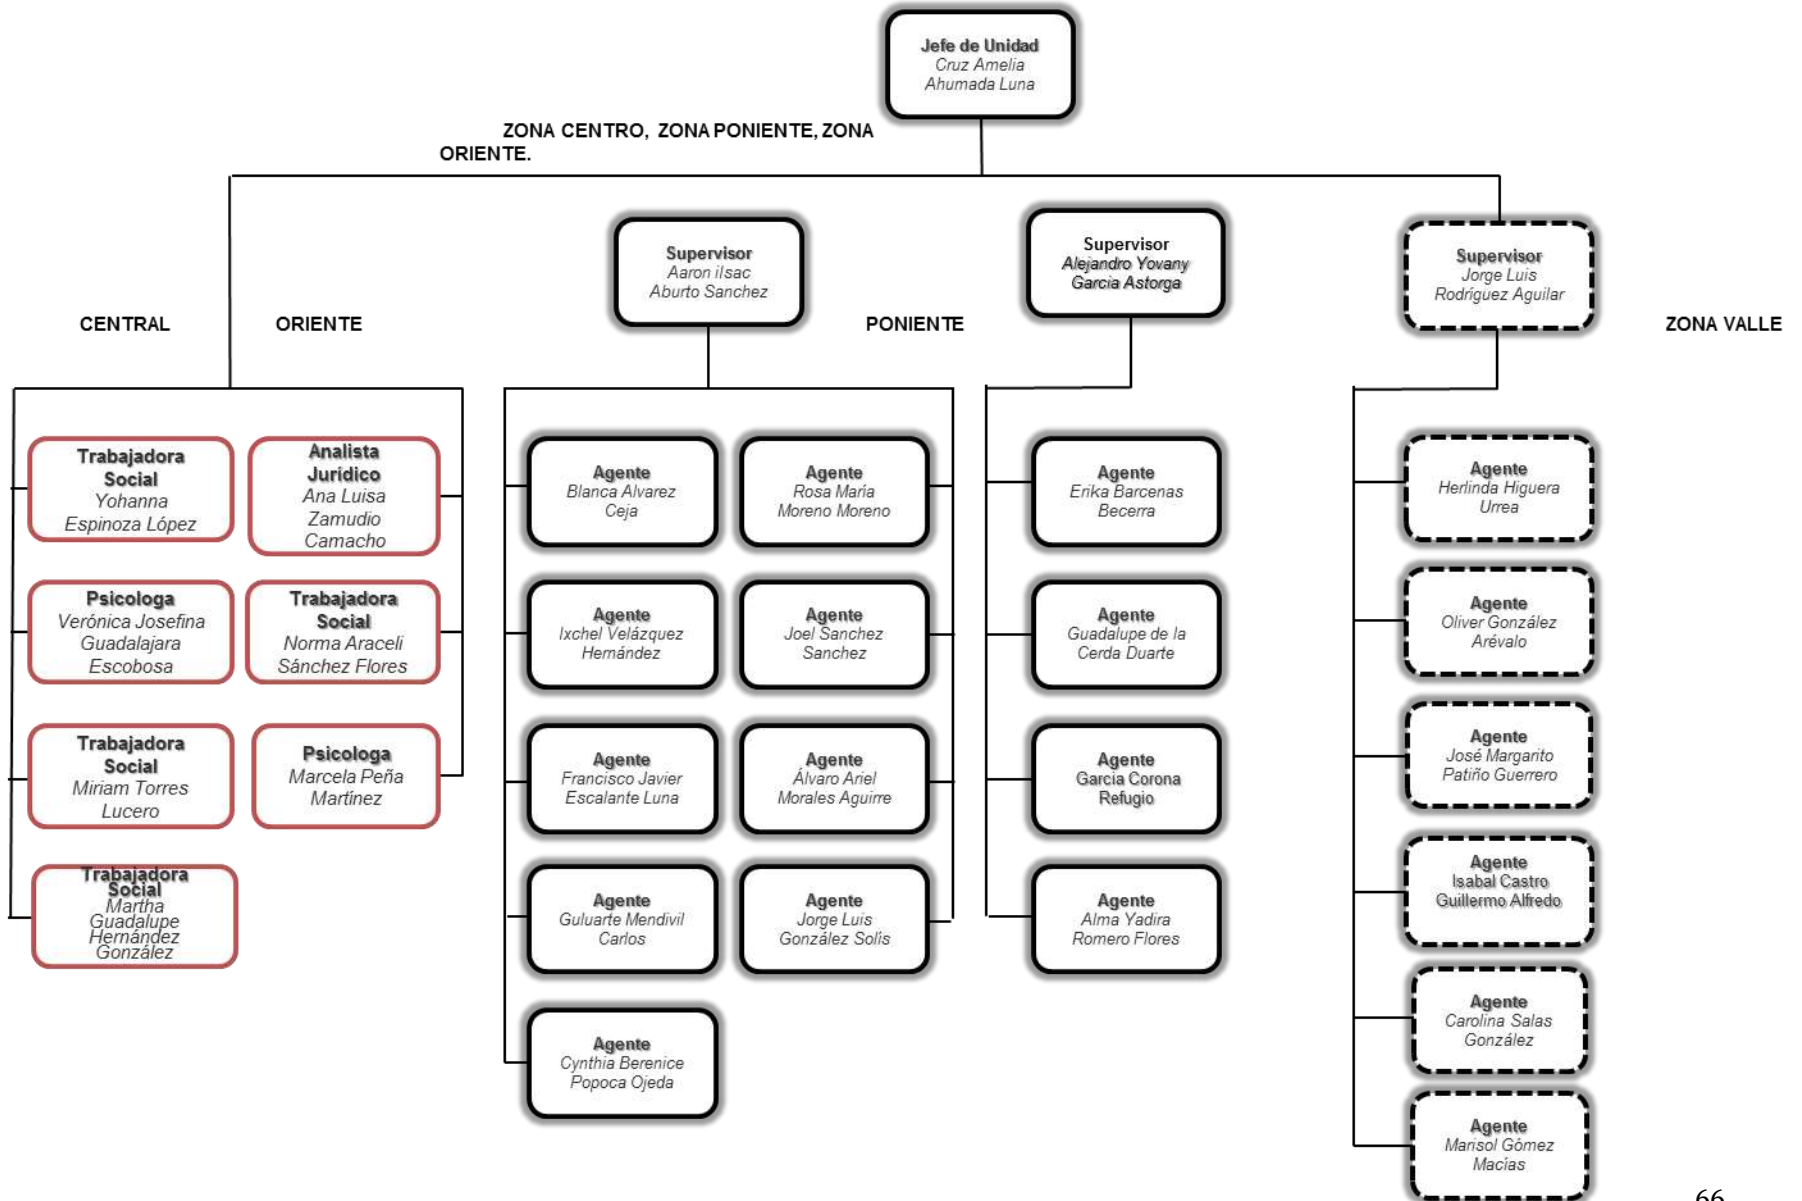 Jefe de Unidad
Cruz Amelia
Ahumada Luna
ZONA CENTRO, ZONA PONIENTE, ZONA
ORIENTE.
Supervisor
Aaron iIsac
Aburto Sanchez
Supervisor
Alejandro Yovany
Garcia Astorga
Supervisor
Jorge Luis
Rodríguez Aguilar
CENTRAL
ORIENTE
PONIENTE
ZONA VALLE
Trabajadora
Social
Yohanna
Espinoza López
Analista
Jurídico
Ana Luisa
Zamudio
Camacho
Psicologa
Verónica Josefina
Guadalajara
Escobosa
Trabajadora
Social
Norma Araceli
Sánchez Flores
Trabajadora
Social
Miriam Torres
Lucero
Psicologa
Marcela Peña
Martínez
Trabajadora
Social
Martha
Guadalupe
Hernández
González
Agente
Blanca Alvarez
Ceja
Agente
Rosa María
Moreno Moreno
Agente
Ixchel Velázquez
Hernández
Agente
Joel Sanchez
Sanchez
Agente
Francisco Javier
Escalante Luna
Agente
Álvaro Ariel
Morales Aguirre
Agente
Guluarte Mendivil
Carlos
Agente
Jorge Luis
González Solís
Agente
Cynthia Berenice
Popoca Ojeda
Agente
Erika Barcenas
Becerra
Agente
Guadalupe de la
Cerda Duarte
Agente
Garcia Corona
Refugio
Agente
Alma Yadira
Romero Flores
Agente
Herlinda Higuera
Urrea
Agente
Oliver González
Arévalo
Agente
José Margarito
Patiño Guerrero
Agente
Isabal Castro
Guillermo Alfredo
Agente
Carolina Salas
González
Agente
Marisol Gómez
Macías
66